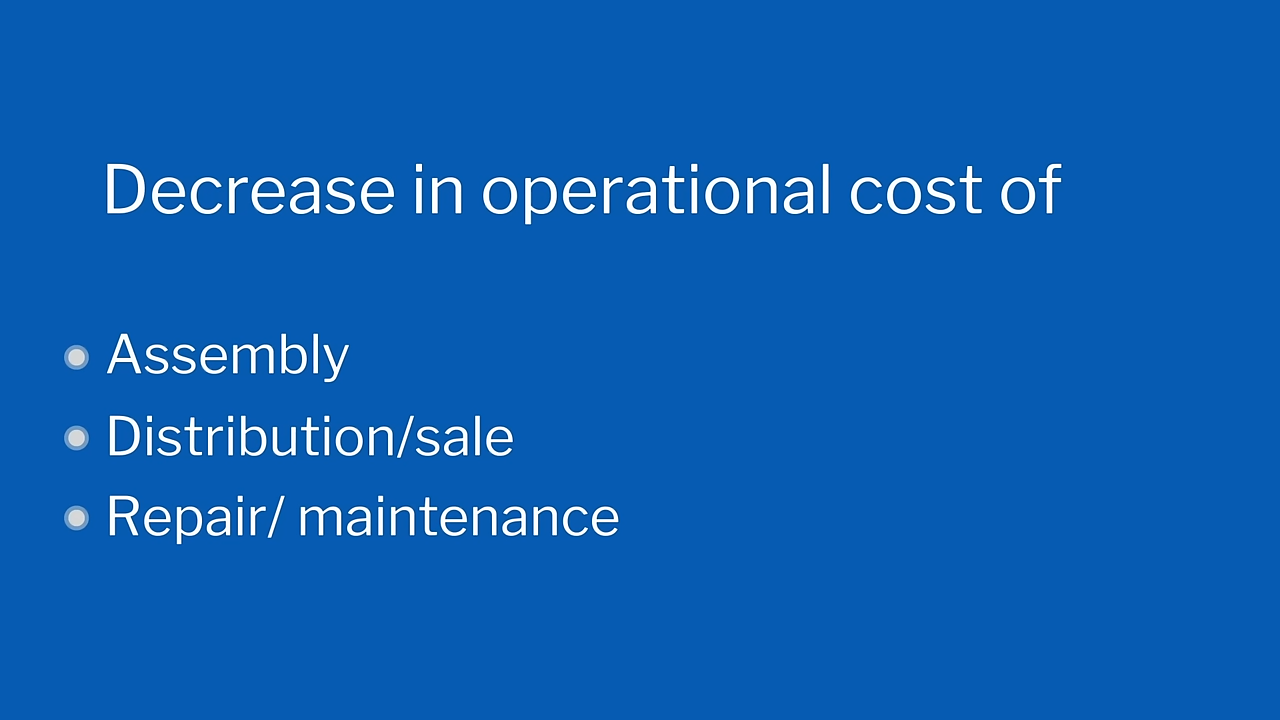 Decrease in operational cost of
Assembly
Distribution/sale
Repair/ maintenance